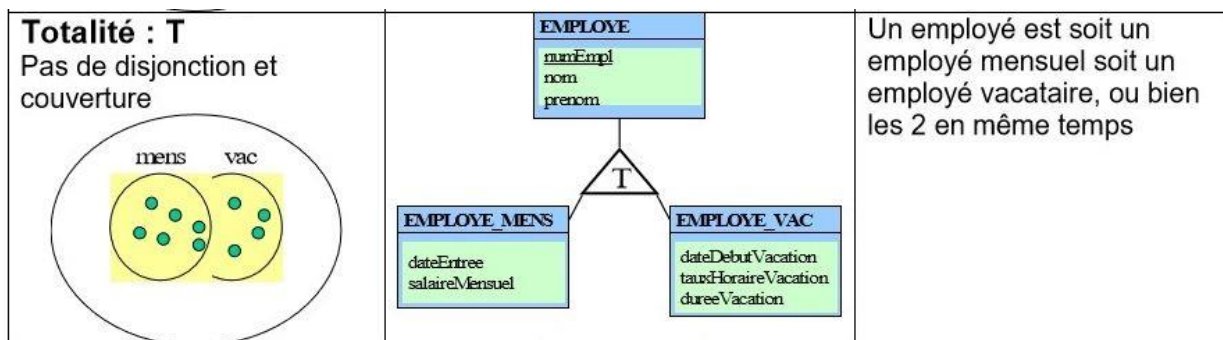 Totalité : T
Pas de disjonction et
couverture
mens vac
EMPLOYE
numEmpl
nom
prenom
T
EMPLOYE_MENS
dateEntree
salaireMensuel
EMPLOYE_VAC
dateDebutVacation
tauxHoraireVacation
dureeVacation
Un employé est soit un
employé mensuel soit un
employé vacataire, ou bien
les 2 en même temps